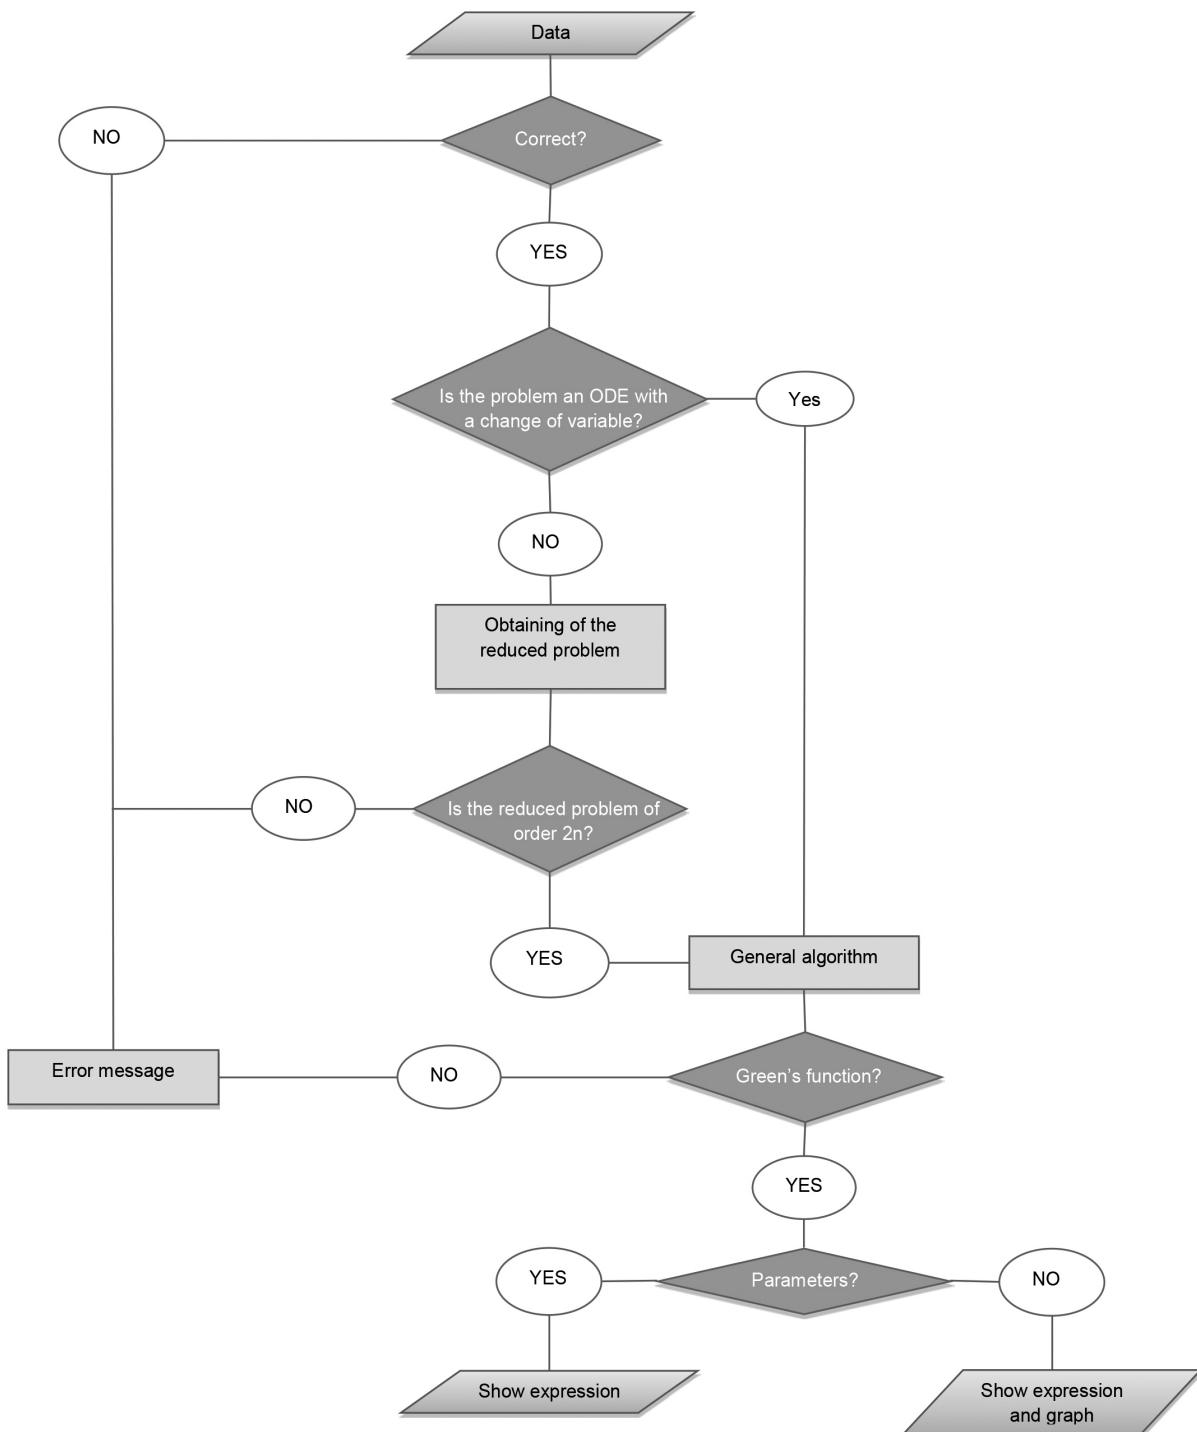 Data
Correct?
NO
YES
Is the problem an ODE with
a change of variable?
Yes
NO
Obtaining of the
reduced problem
Is the reduced problem of
order 2n?
NO
YES
General algorithm
Green's function?
NO
Error message
YES
Parameters?
YES
NO
Show expression
Show expression
and graph